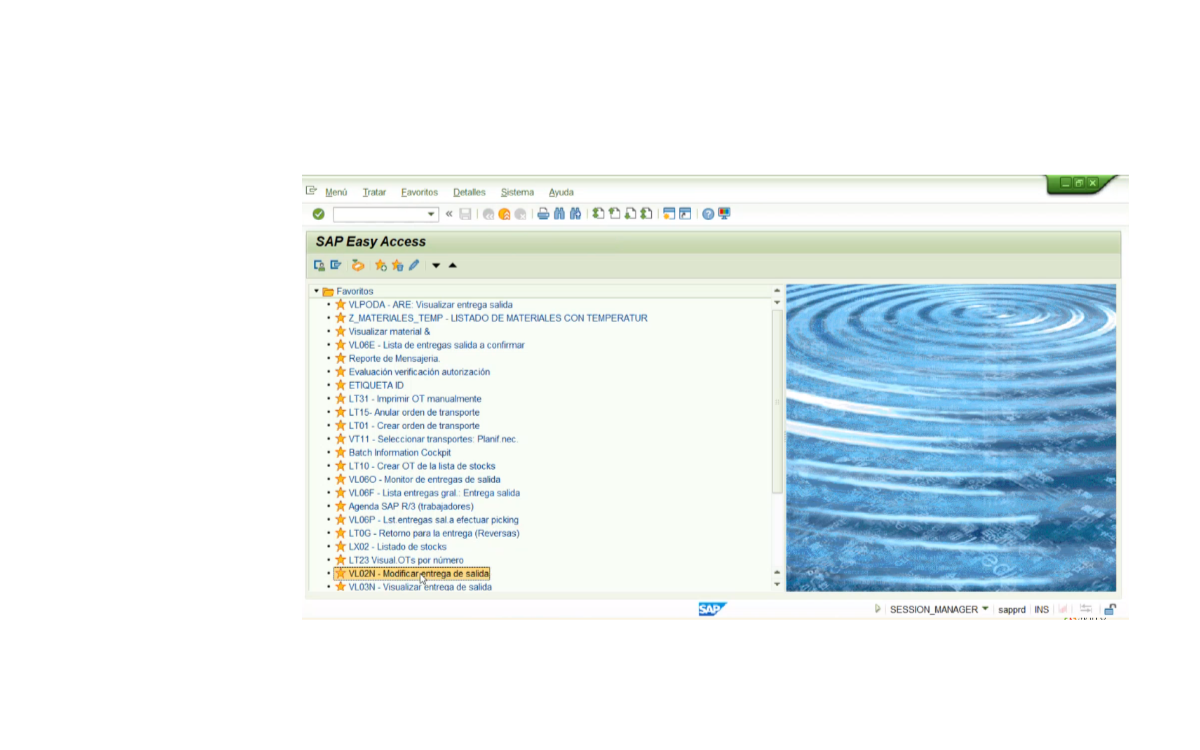 Menú Tratar Favoritos Detalles Sistema Ayuda
SAP Easy Access
Favoritos
VLPODA - ARE: Visualizar entrega salida
Z_MATERIALES_TEMP - LISTADO DE MATERIALES CON TEMPERATUR
Visualizar material &
VL06E - Lista de entregas salida a confirmar
Reporte de Mensajeria.
Evaluación verificación autorización
ETIQUETA ID
LT31 - Imprimir OT manualmente
LT15- Anular orden de transporte
LT01 - Crear orden de transporte
VT11 - Seleccionar transportes: Planif.nec.
Batch Information Cockpit
LT10 - Crear OT de la lista de stocks
VL06O - Monitor de entregas de salida
VL06F - Lista entregas gral.: Entrega salida
Agenda SAP R/3 (trabajadores)
VL06P - Lst entregas sal.a efectuar picking
LT0G - Retorno para la entrega (Reversas)
LX02 - Listado de stocks
LT23 Visual.OTs por número
VL02N - Modificar entrega de salida
VL03N - Visualizar entrega de salida
SAP
SESSION_MANAGER sapprd INS